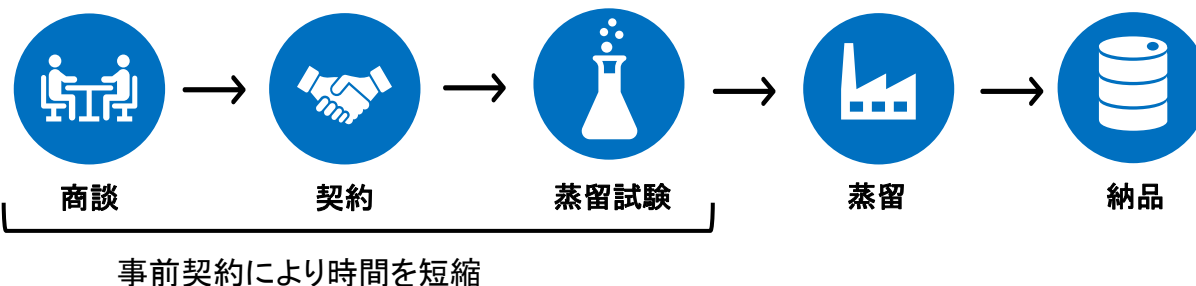 商談
契約
蒸留試験
蒸留
納品
事前契約により時間を短縮